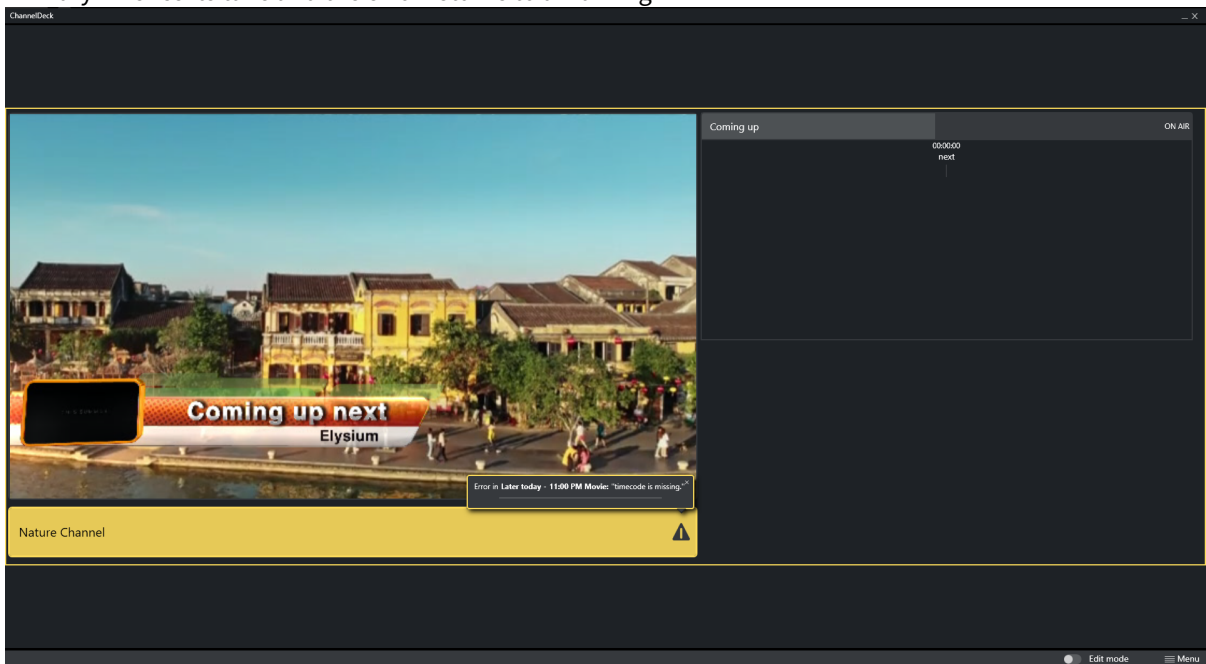 ChannelDeck
Coming up
ON AIR
00:00:00
next
Coming up next
Elysium
Error in Later today - 11:00 PM Movie: "timecode is missing."
Nature Channel
Edit mode
Menu